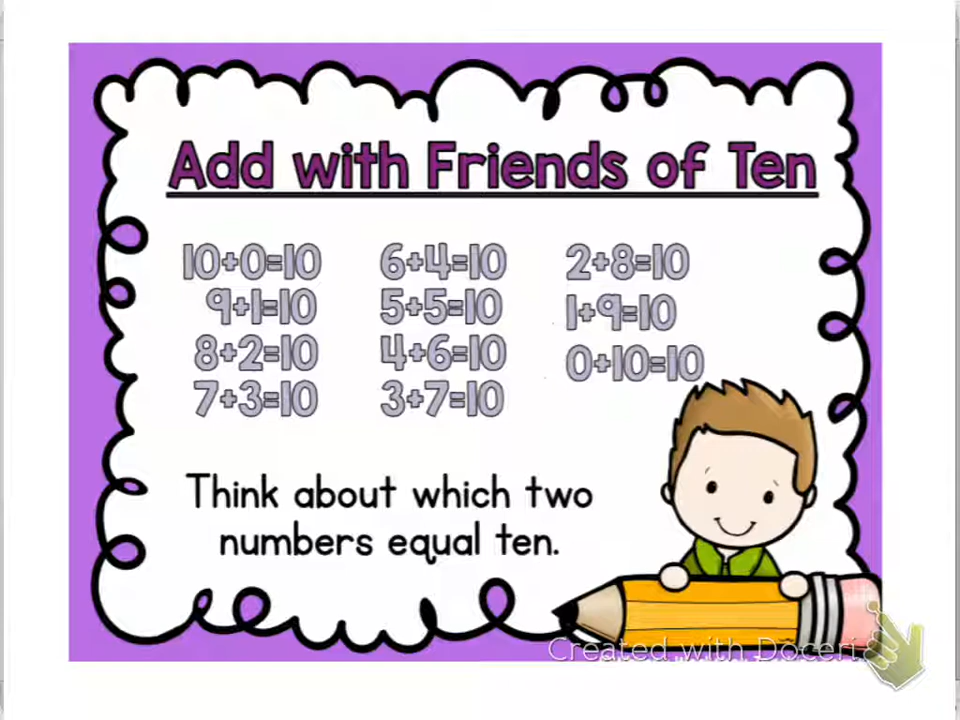 Add with Friends of Ten
10+0=10
9+1=10
8+2=10
7+3=10
6+4=10
5+5=10
4+6=10
3+7=10
2+8=10
1+9=10
0+10=10
Think about which two
numbers equal ten.
Created with Doceri